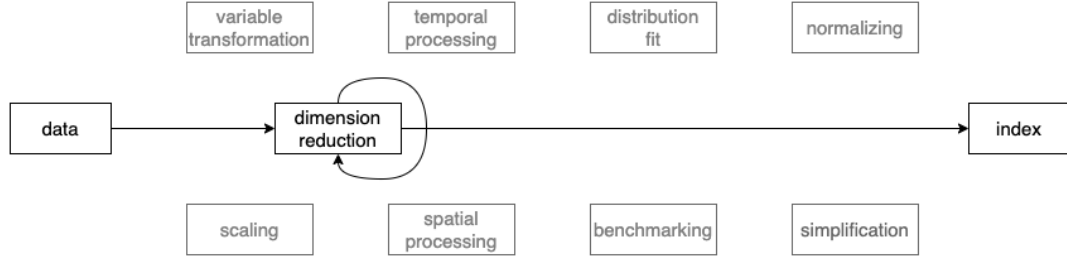 variable
transformation
temporal
processing
distribution
fit
normalizing
data
dimension
reduction
index
scaling
spatial
processing
benchmarking
simplification